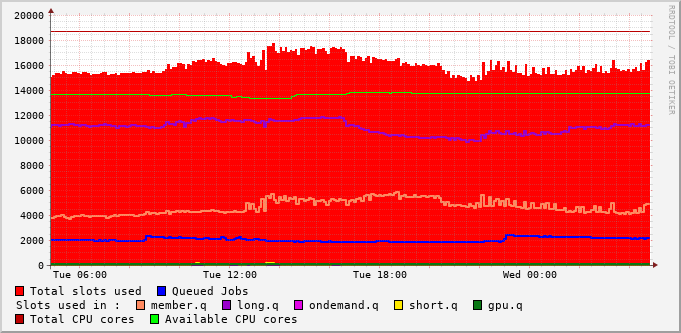 20000
18000
16000
14000
12000
10000
8000
6000
4000
2000
0
Tue 06:00 Tue 12:00 Tue 18:00 Wed 00:00
RRDTOOL / TOBI OETIKER
Total slots used Queued Jobs
Slots used in : member.q long.q ondemand.q short.q gpu.q
Total CPU cores Available CPU cores